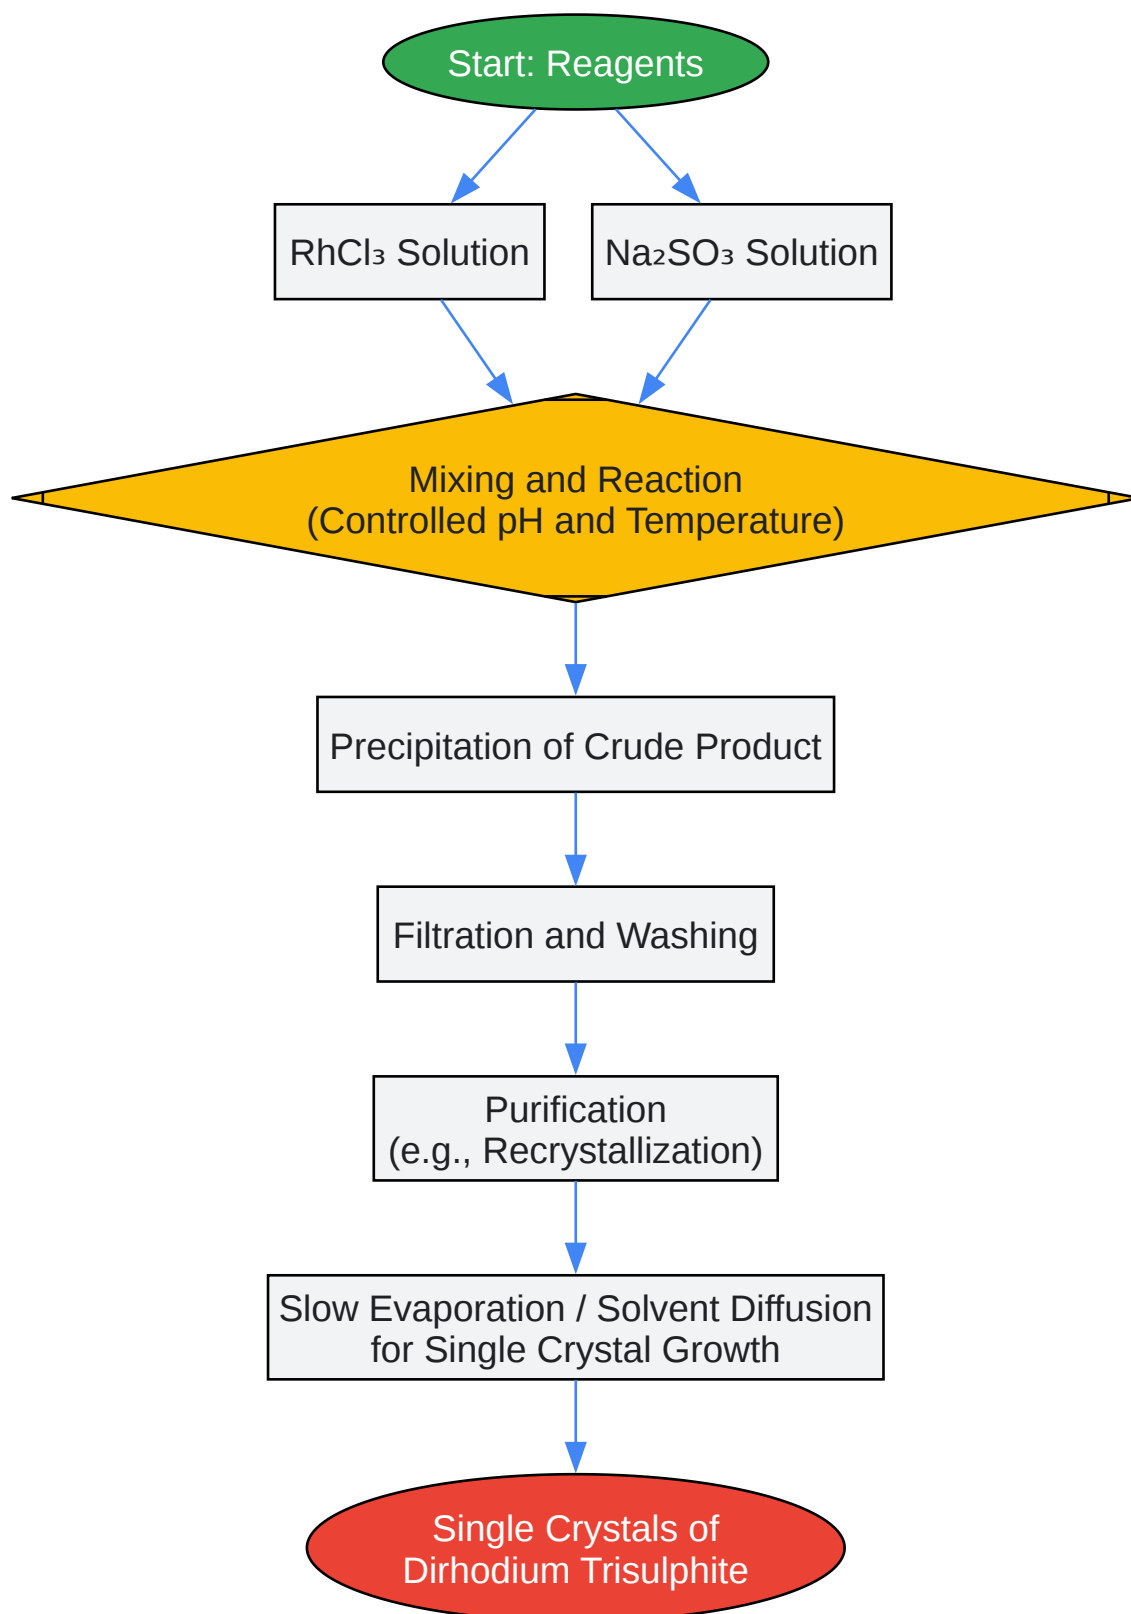 Start: Reagents
RhCl₃ Solution
Na₂SO₃ Solution
Mixing and Reaction
(Controlled pH and Temperature)
Precipitation of Crude Product
Filtration and Washing
Purification
(e.g., Recrystallization)
Slow Evaporation / Solvent Diffusion
for Single Crystal Growth
Single Crystals of
Dirhodium Trisulphite